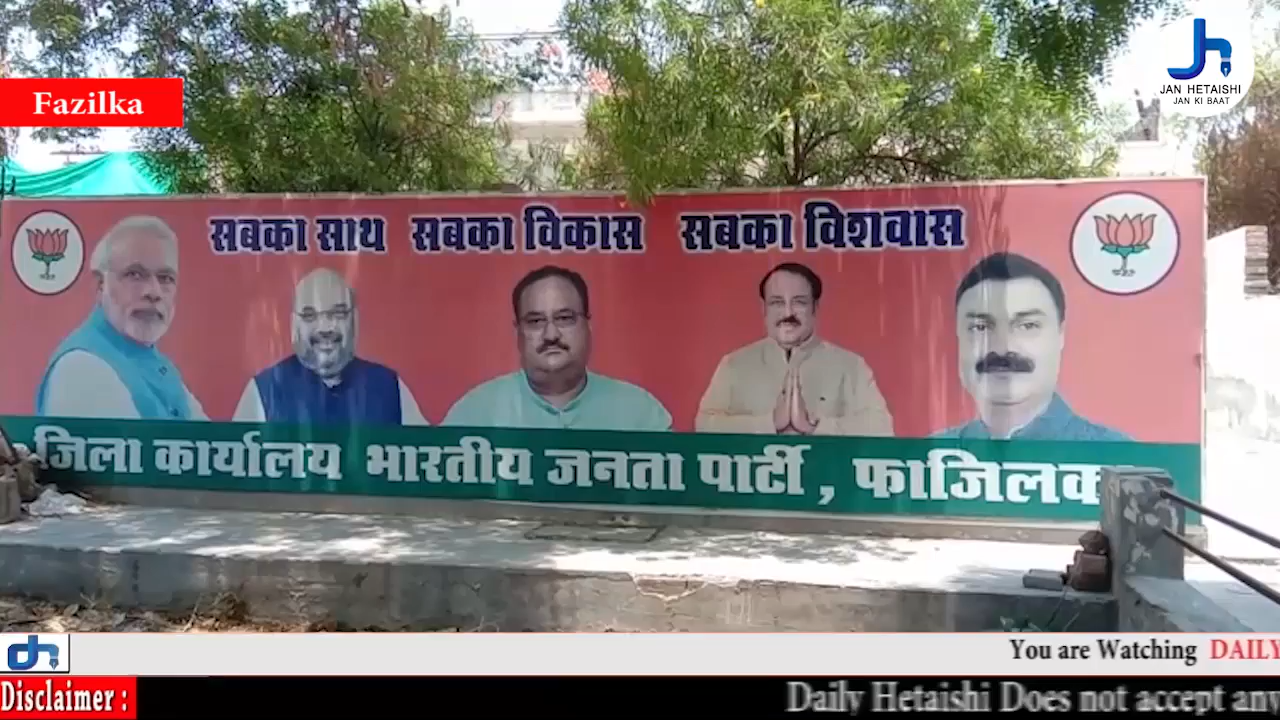 Fazilka
JAN HETAISHI
JAN KI BAAT
सबका साथ सबका विकास सबका विशवास
जिला कार्यालय भारतीय जनता पार्टी , फाजिलक
You are Watching DAILY
Disclaimer :
Daily Hetaishi Does not accept any